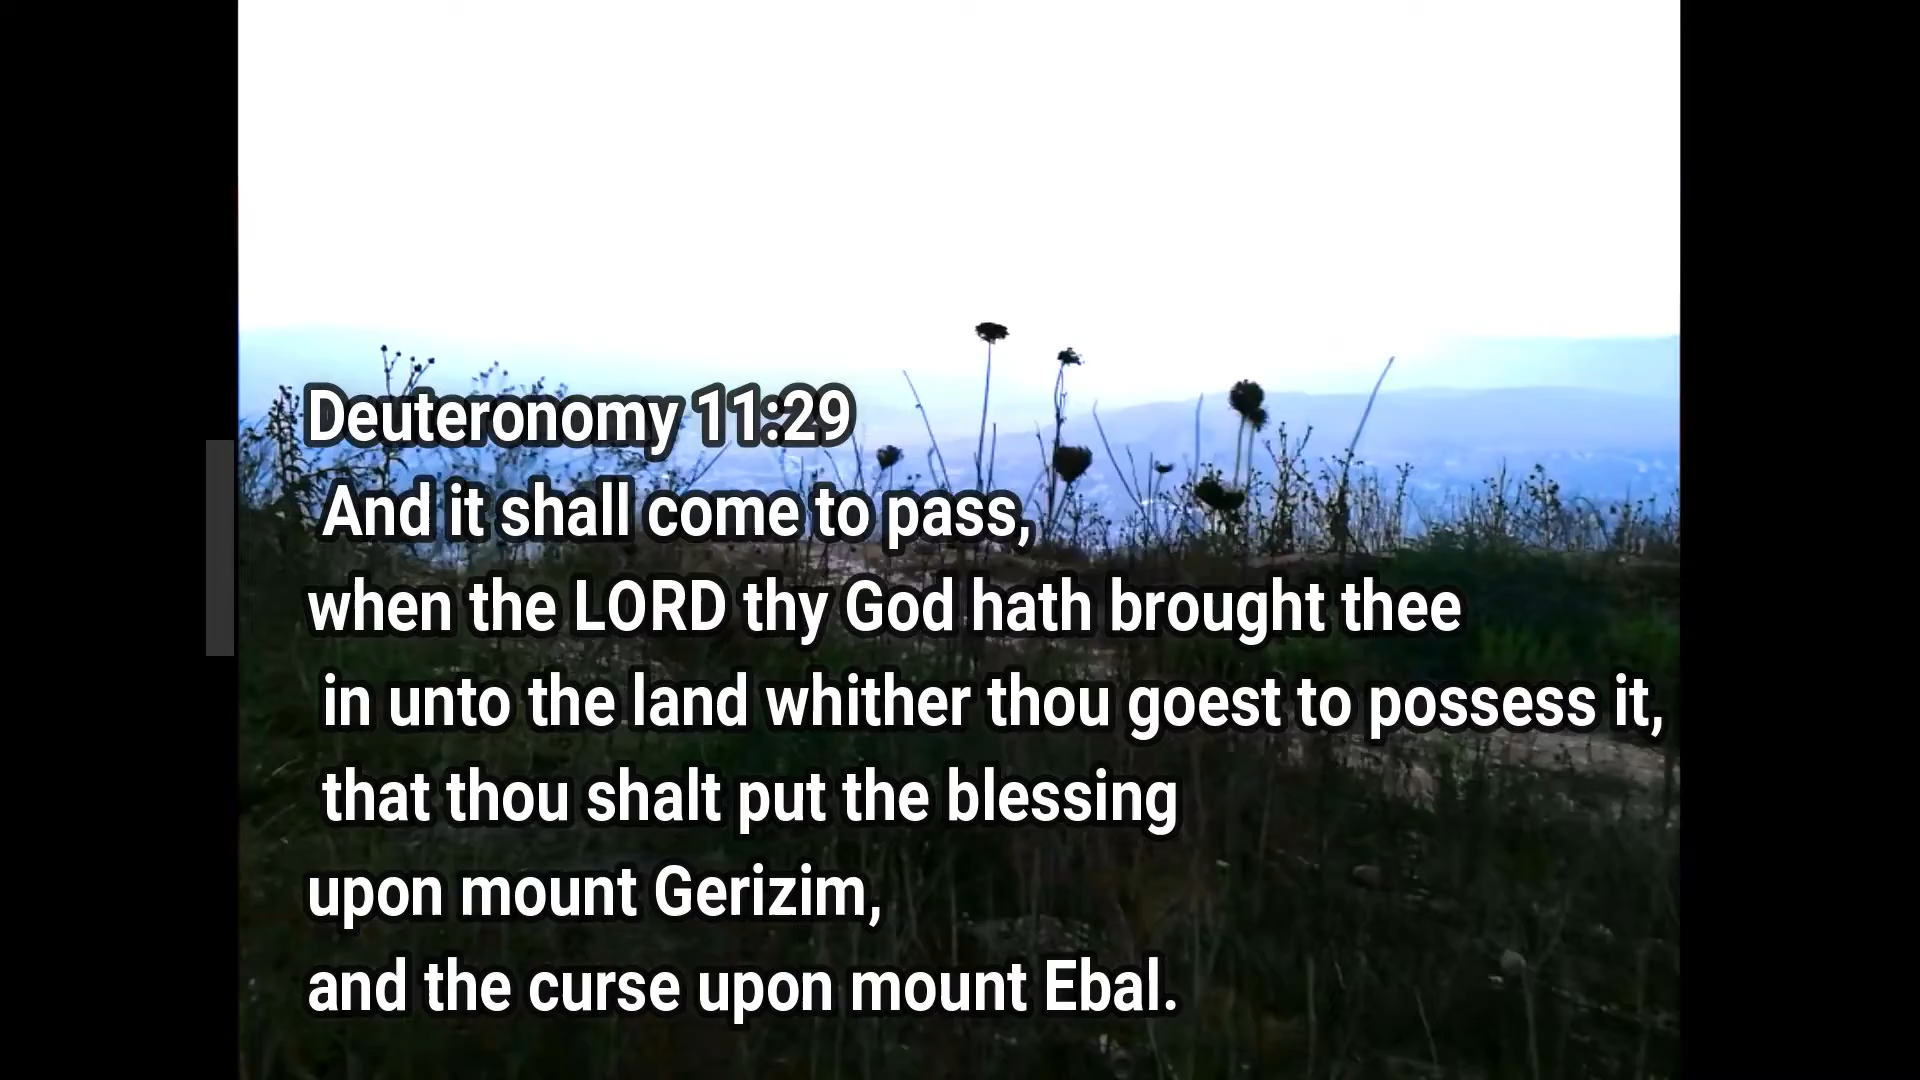 Deuteronomy 11:29
And it shall come to pass,
when the LORD thy God hath brought thee
in unto the land whither thou goest to possess it,
that thou shalt put the blessing
upon mount Gerizim,
and the curse upon mount Ebal.